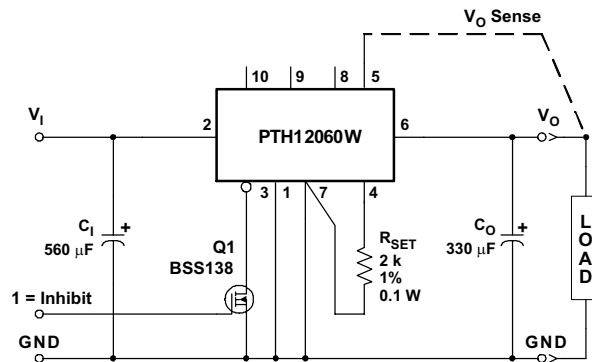 V_O Sense
10
9
8
5
V_I
2
PTH12060W
6
V_O
3
1
7
4
C_I
+
560 μF
Q1
BSS138
R_SET
2 k
1%
0.1 W
C_O
+
330 μF
LOAD
1 = Inhibit
GND
GND